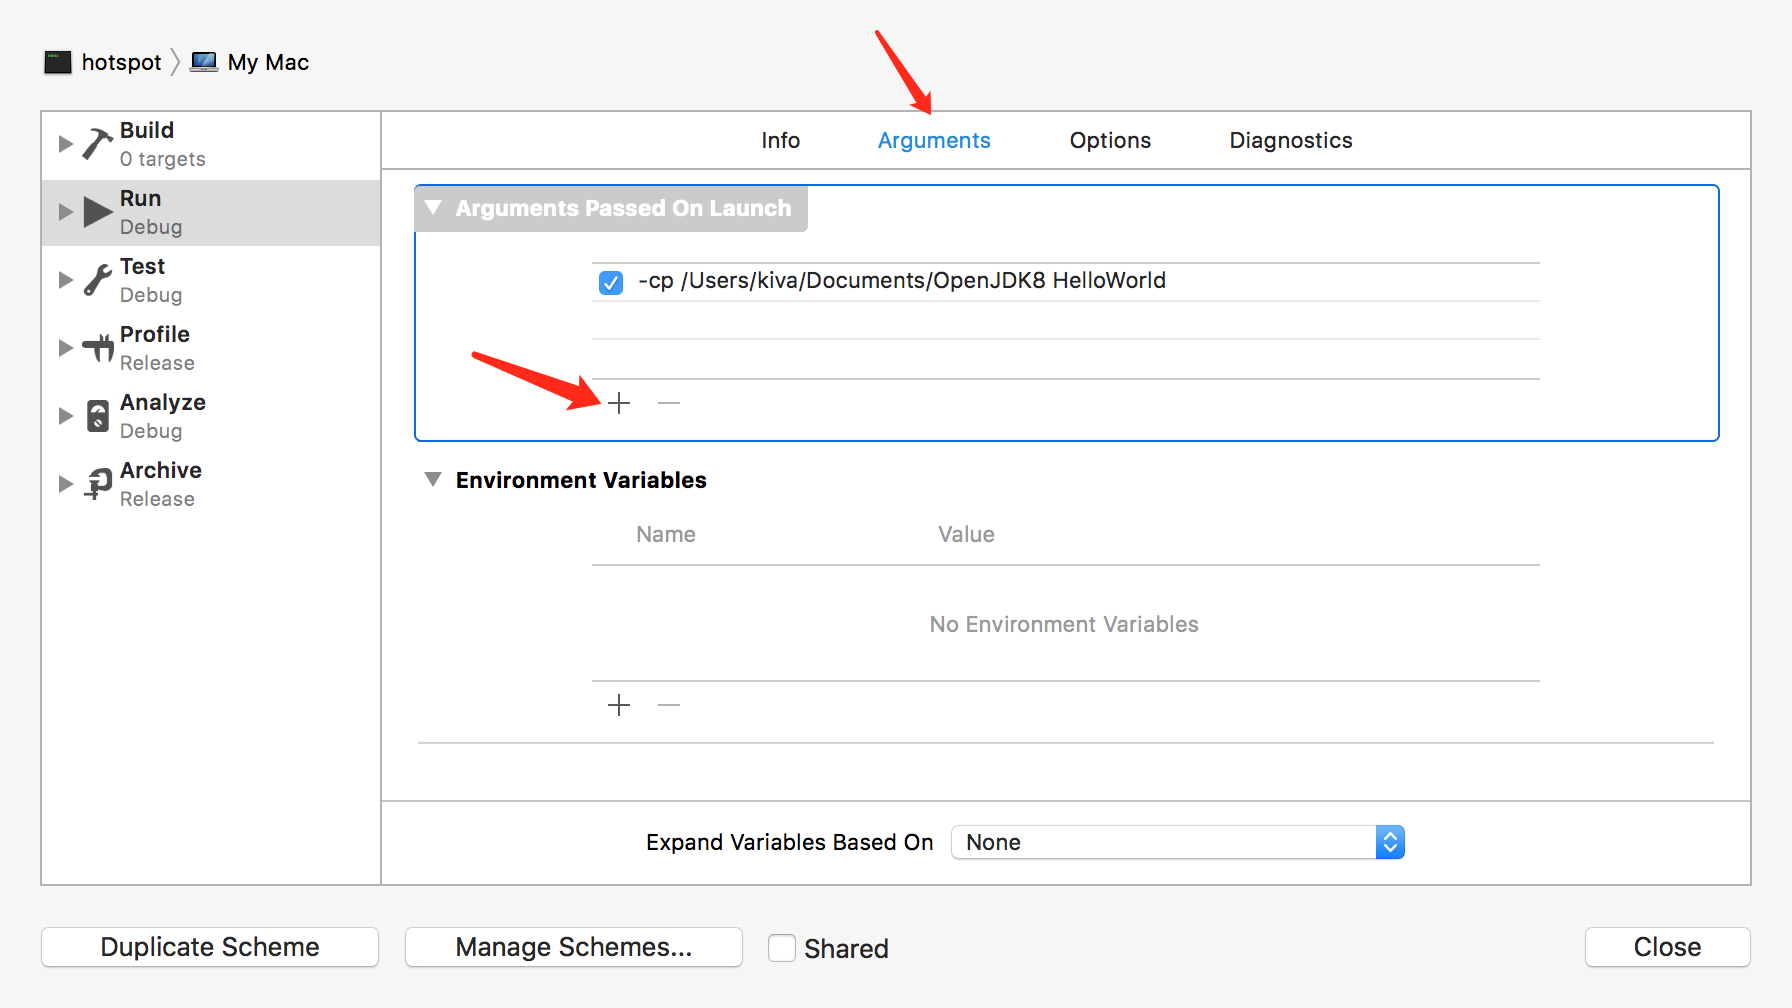 hotspot My Mac
Build
0 targets
Run
Debug
Test
Debug
Profile
Release
Analyze
Debug
Archive
Release
Info Arguments Options Diagnostics
Arguments Passed On Launch
-cp /Users/kiva/Documents/OpenJDK8 HelloWorld
Environment Variables
Name Value
No Environment Variables
Expand Variables Based On None
Duplicate Scheme Manage Schemes... Shared Close